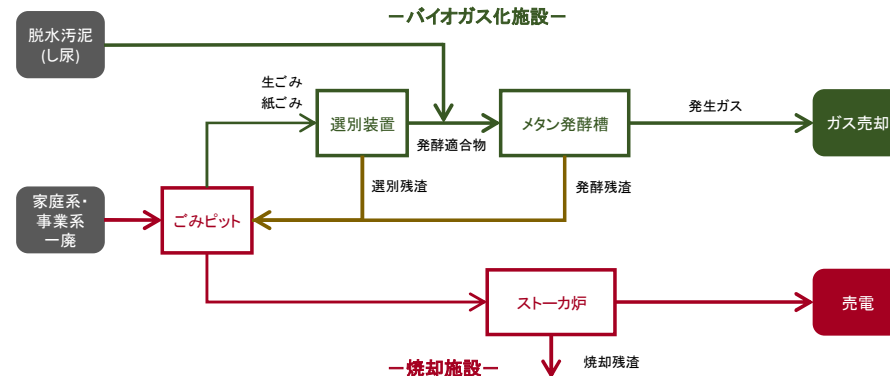 －バイオガス化施設－
脱水汚泥
(し尿)
生ごみ
紙ごみ
選別装置
発酵適合物
メタン発酵槽
発生ガス
ガス売却
選別残渣
発酵残渣
家庭系・
事業系
一廃
ごみピット
ストーカ炉
売電
焼却残渣
－焼却施設－